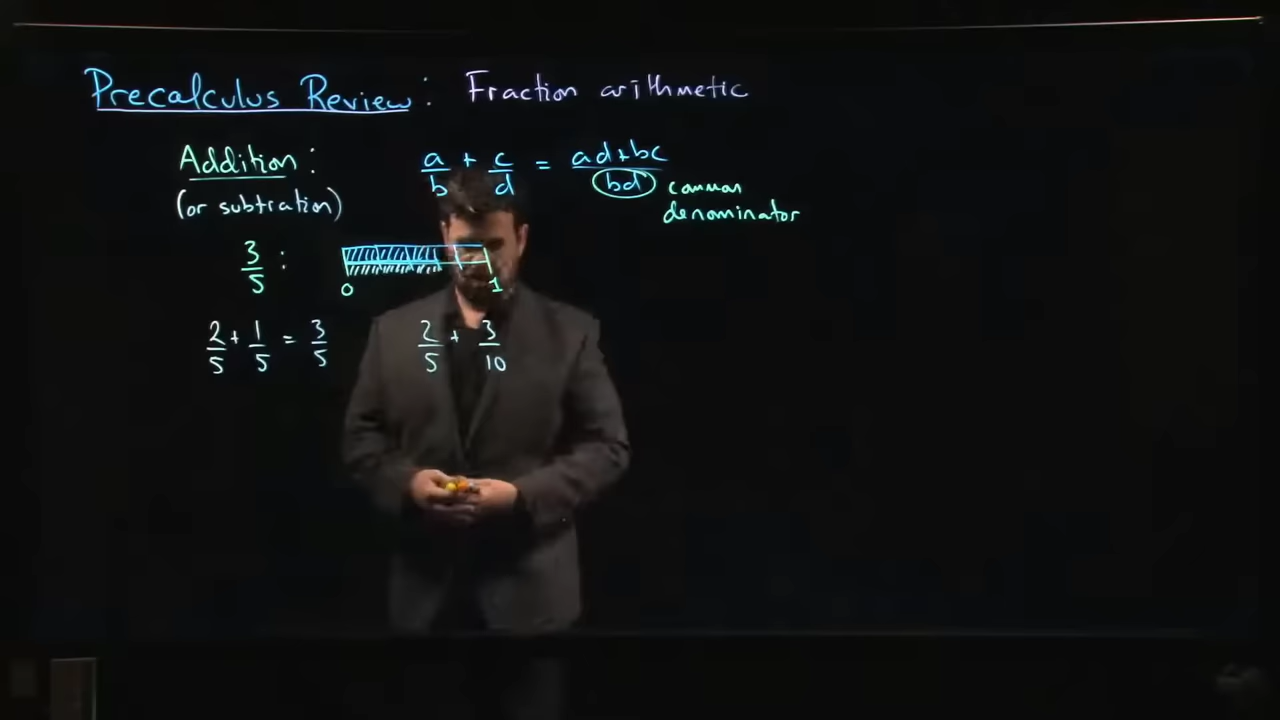 Precalculus Review: Fraction arithmetic
Addition: a/b + c/d = ad+bc/bd
(or subtration) common denominator
3/5: 0 1
2/5 + 1/5 = 3/5 2/5 + 3/10